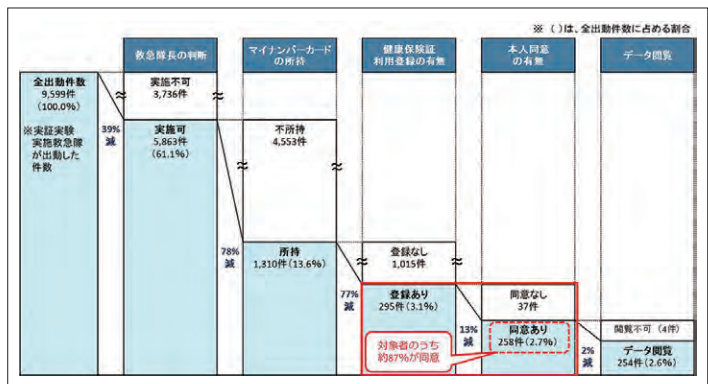 ※ ( )は、全出動件数に占める割合
救急隊長の判断
マイナンバーカード
の所持
健康保険証
利用登録の有無
本人同意
の有無
データ閲覧
全出動件数
9,599件
(100.0%)
※実証実験
実施救急隊
が出動した
件数
39%
減
実施不可
3,736件
実施可
5,863件
(61.1%)
78%
減
不所持
4,553件
所持
1,310件(13.6%)
77%
減
登録なし
1,015件
登録あり
295件(3.1%)
対象者のうち
約87%が同意
13%
減
同意なし
37件
同意あり
258件(2.7%)
2%
減
閲覧不可 (4件)
データ閲覧
254件(2.6%)